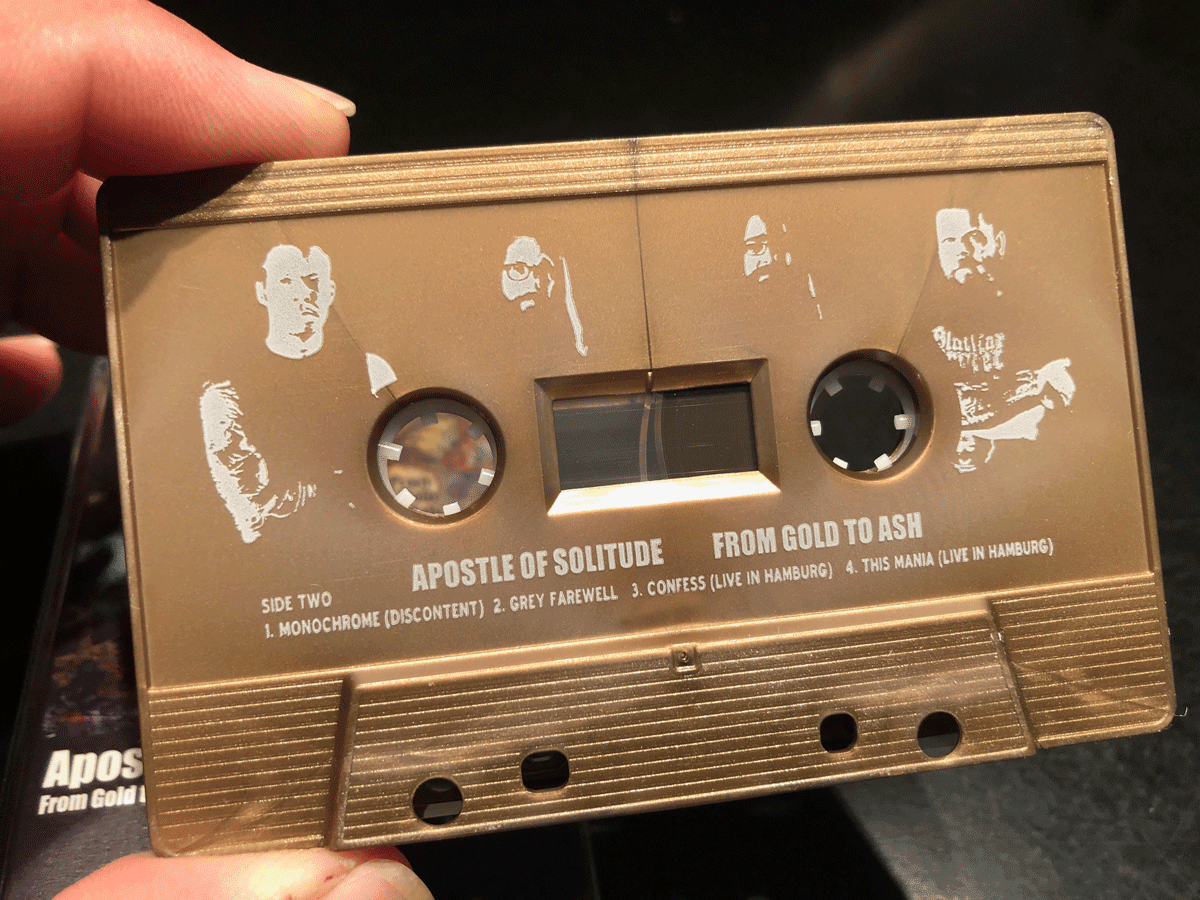 APOSTLE OF SOLITUDE FROM GOLD TO ASH
SIDE TWO
1. MONOCHROME (DISCONTENT) 2. GREY FAREWELL 3. CONFESS (LIVE IN HAMBURG) 4. THIS MANIA (LIVE IN HAMBURG)
2
Apos
From Gold